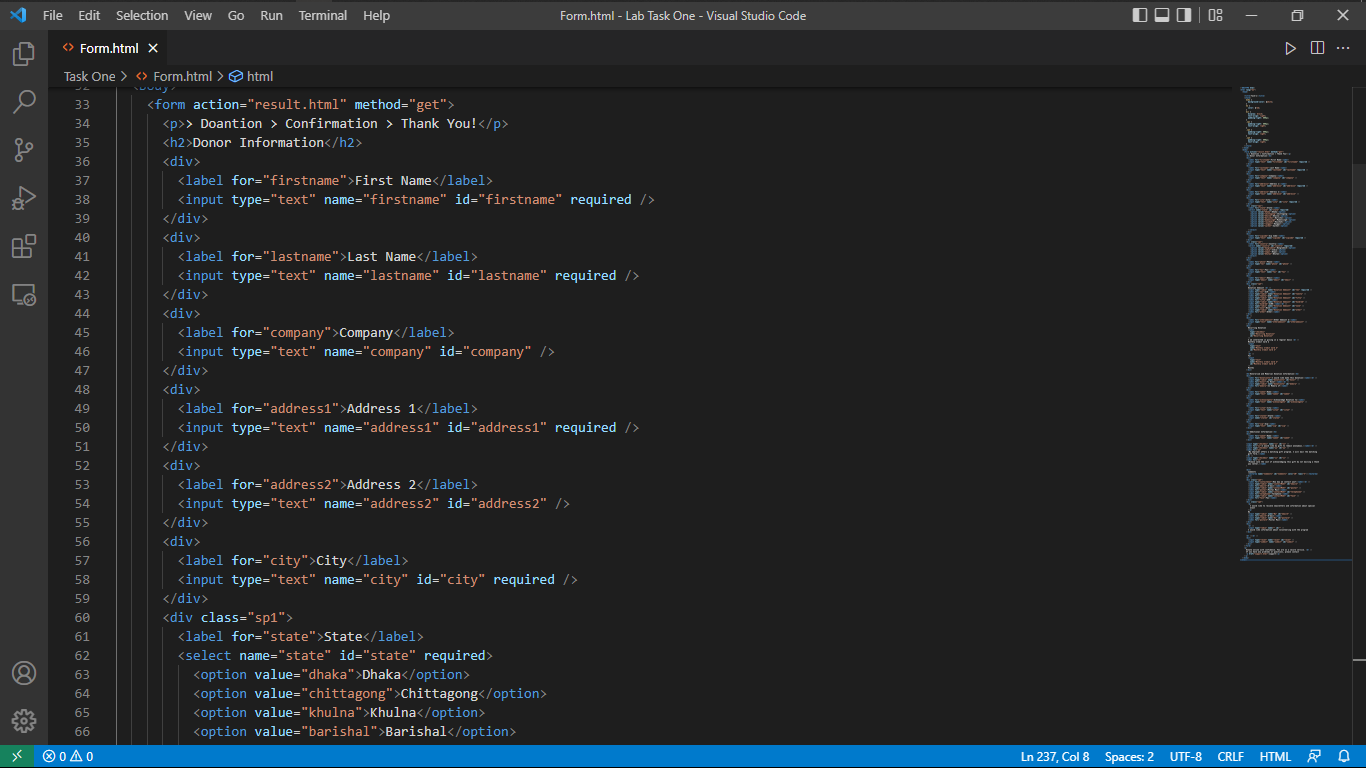 File Edit Selection View Go Run Terminal Help Form.html - Lab Task One - Visual Studio Code
Form.html
Task One > Form.html > html
32 <body>
33 <form action="result.html" method="get">
34 <p>> Doantion > Confirmation > Thank You!</p>
35 <h2>Donor Information</h2>
36 <div>
37 <label for="firstname">First Name</label>
38 <input type="text" name="firstname" id="firstname" required />
39 </div>
40 <div>
41 <label for="lastname">Last Name</label>
42 <input type="text" name="lastname" id="lastname" required />
43 </div>
44 <div>
45 <label for="company">Company</label>
46 <input type="text" name="company" id="company" />
47 </div>
48 <div>
49 <label for="address1">Address 1</label>
50 <input type="text" name="address1" id="address1" required />
51 </div>
52 <div>
53 <label for="address2">Address 2</label>
54 <input type="text" name="address2" id="address2" />
55 </div>
56 <div>
57 <label for="city">City</label>
58 <input type="text" name="city" id="city" required />
59 </div>
60 <div class="sp1">
61 <label for="state">State</label>
62 <select name="state" id="state" required>
63 <option value="dhaka">Dhaka</option>
64 <option value="chittagong">Chittagong</option>
65 <option value="khulna">Khulna</option>
66 <option value="barishal">Barishal</option>
0 0 Ln 237, Col 8 Spaces: 2 UTF-8 CRLF HTML